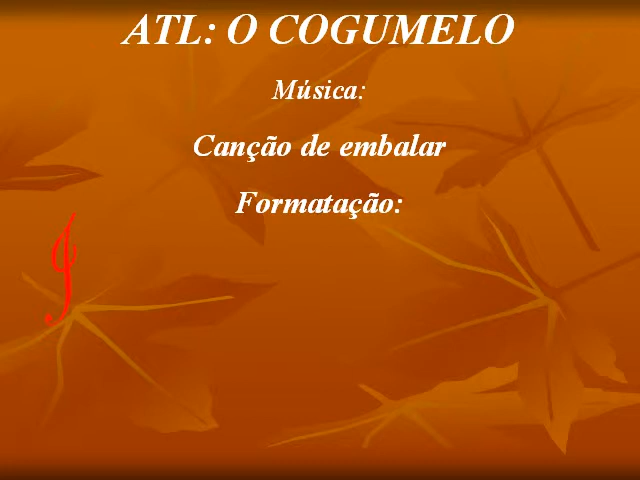 ATL: O COGUMELO
Música:
Canção de embalar
Formatação:
J